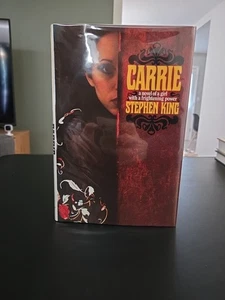 CARRIE
a novel of a girl
with a frightening power
STEPHEN KING